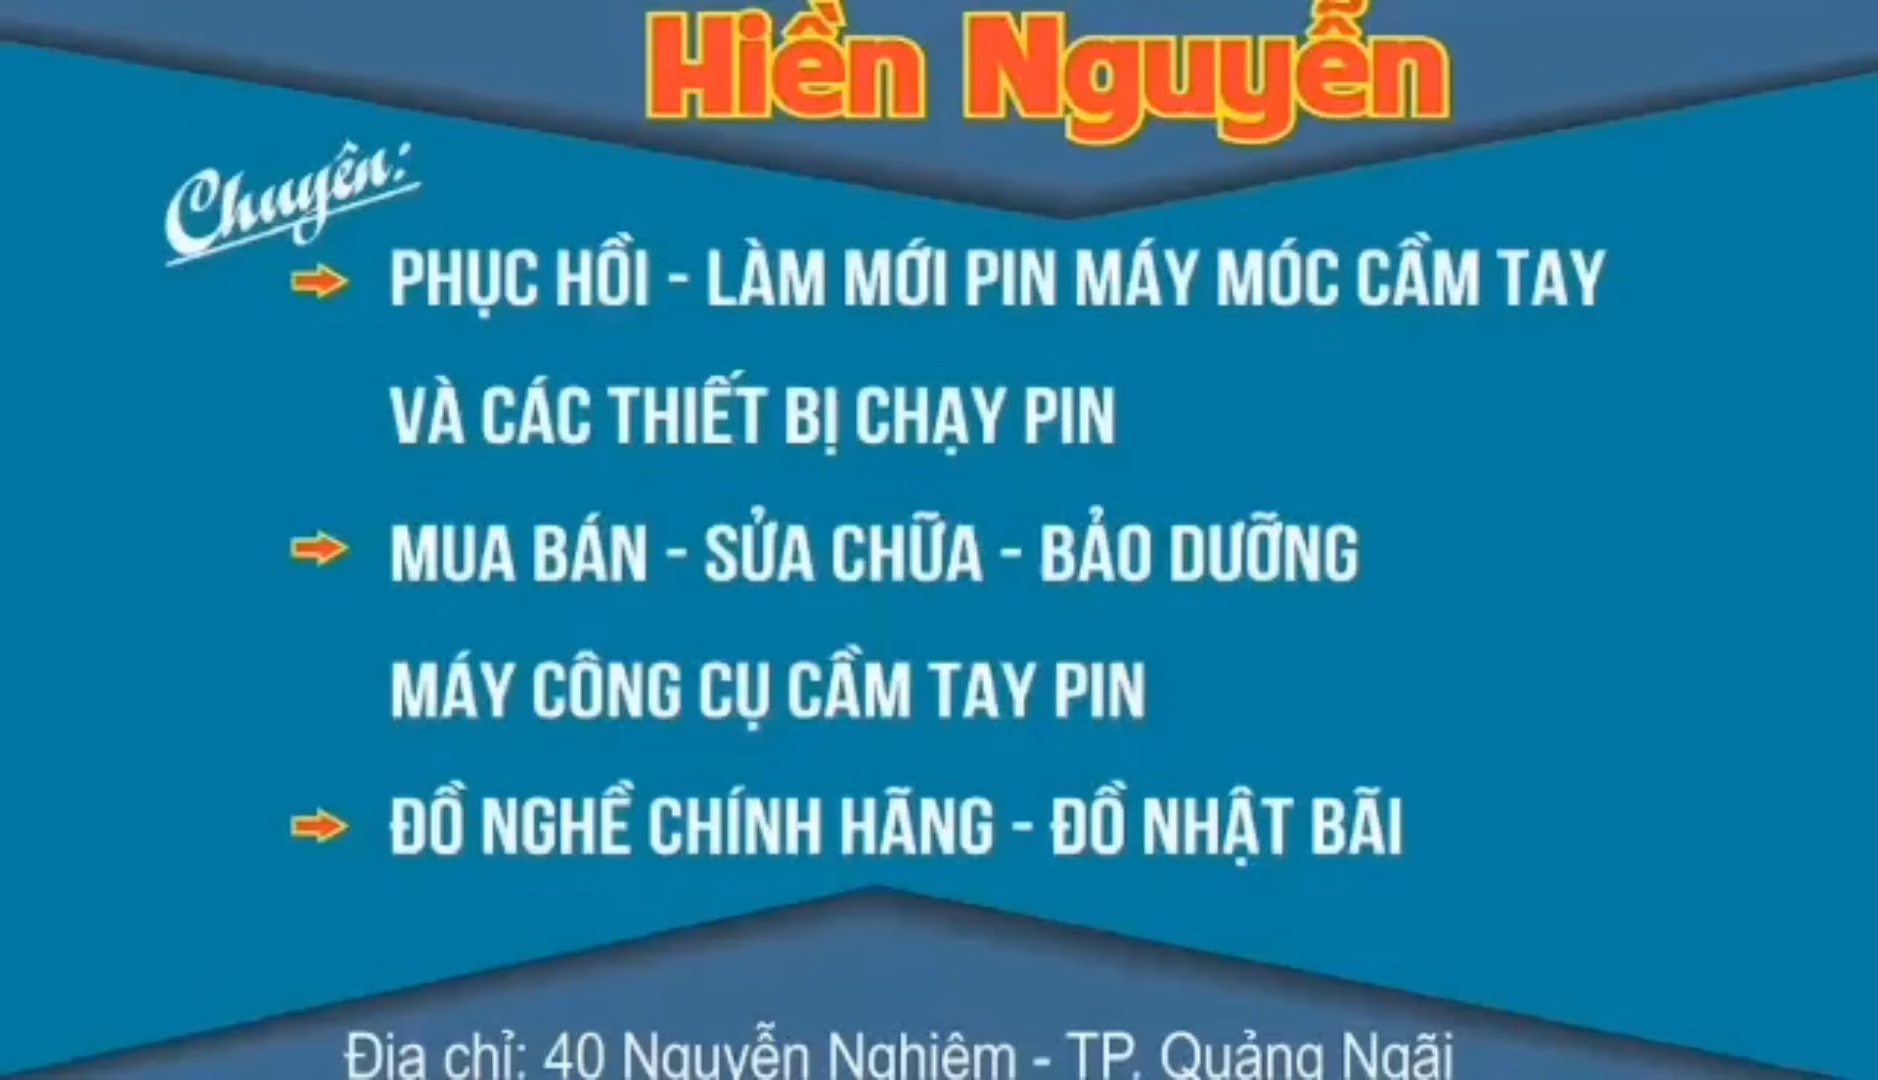 Hiền Nguyễn
Chuyên:
PHỤC HỒI - LÀM MỚI PIN MÁY MÓC CẦM TAY
VÀ CÁC THIẾT BỊ CHẠY PIN
MUA BÁN - SỬA CHỮA - BẢO DƯỠNG
MÁY CÔNG CỤ CẦM TAY PIN
ĐỒ NGHỀ CHÍNH HÃNG - ĐỒ NHẬT BÃI
Địa chỉ: 40 Nguyễn Nghiêm - TP. Quảng Ngãi